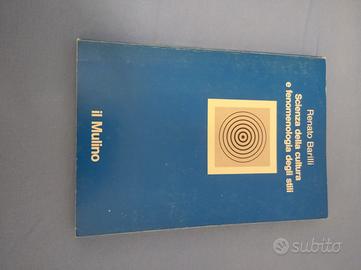 Renato Barilli
Scienza della cultura
e fenomenologia degli stili
il Mulino
subito